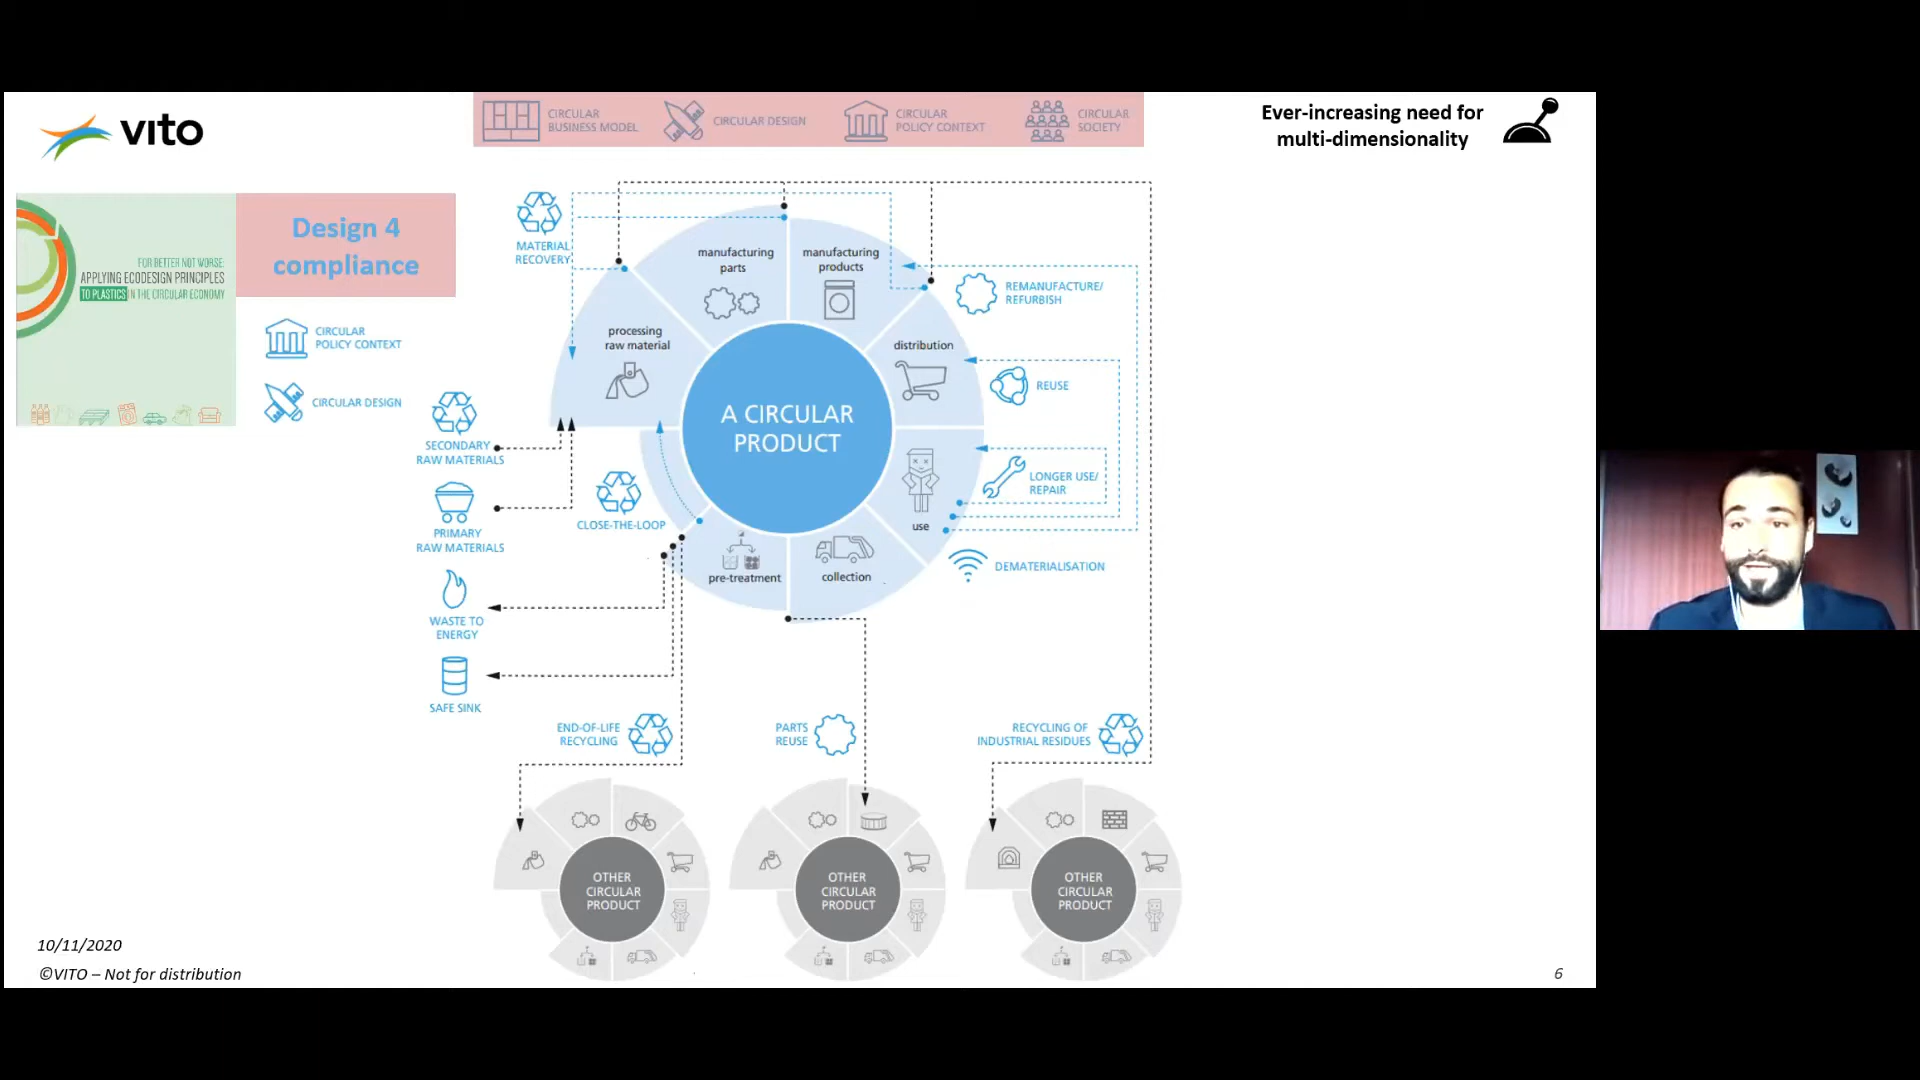 vito
CIRCULAR
BUSINESS MODEL
CIRCULAR DESIGN
CIRCULAR
POLICY CONTEXT
CIRCULAR
SOCIETY
Ever-increasing need for
multi-dimensionality
FOR BETTER NOT WORSE:
APPLYING ECODESIGN PRINCIPLES
TO PLASTICS IN THE CIRCULAR ECONOMY
Design 4
compliance
CIRCULAR
POLICY CONTEXT
CIRCULAR DESIGN
MATERIAL
RECOVERY
manufacturing
parts
manufacturing
products
REMANUFACTURE/
REFURBISH
processing
raw material
distribution
REUSE
A CIRCULAR
PRODUCT
SECONDARY
RAW MATERIALS
LONGER USE/
REPAIR
use
CLOSE-THE-LOOP
PRIMARY
RAW MATERIALS
pre-treatment
collection
DEMATERIALISATION
WASTE TO
ENERGY
SAFE SINK
END-OF-LIFE
RECYCLING
PARTS
REUSE
RECYCLING OF
INDUSTRIAL RESIDUES
OTHER
CIRCULAR
PRODUCT
OTHER
CIRCULAR
PRODUCT
OTHER
CIRCULAR
PRODUCT
10/11/2020
©VITO – Not for distribution
6